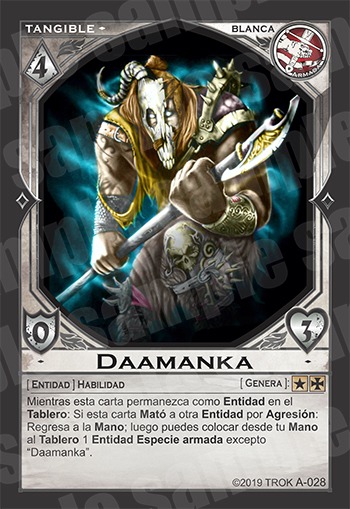 TANGIBLE
BLANCA
4
Armada
0
3
DAAMANKA
[ ENTIDAD ] HABILIDAD
[ GENERA ]:
Mientras esta carta permanezca como Entidad en el
Tablero: Si esta carta Mató a otra Entidad por Agresión:
Regresa a la Mano; luego puedes colocar desde tu Mano
al Tablero 1 Entidad Especie armada excepto
“Daamanka”.
©2019 TROK A-028
sample